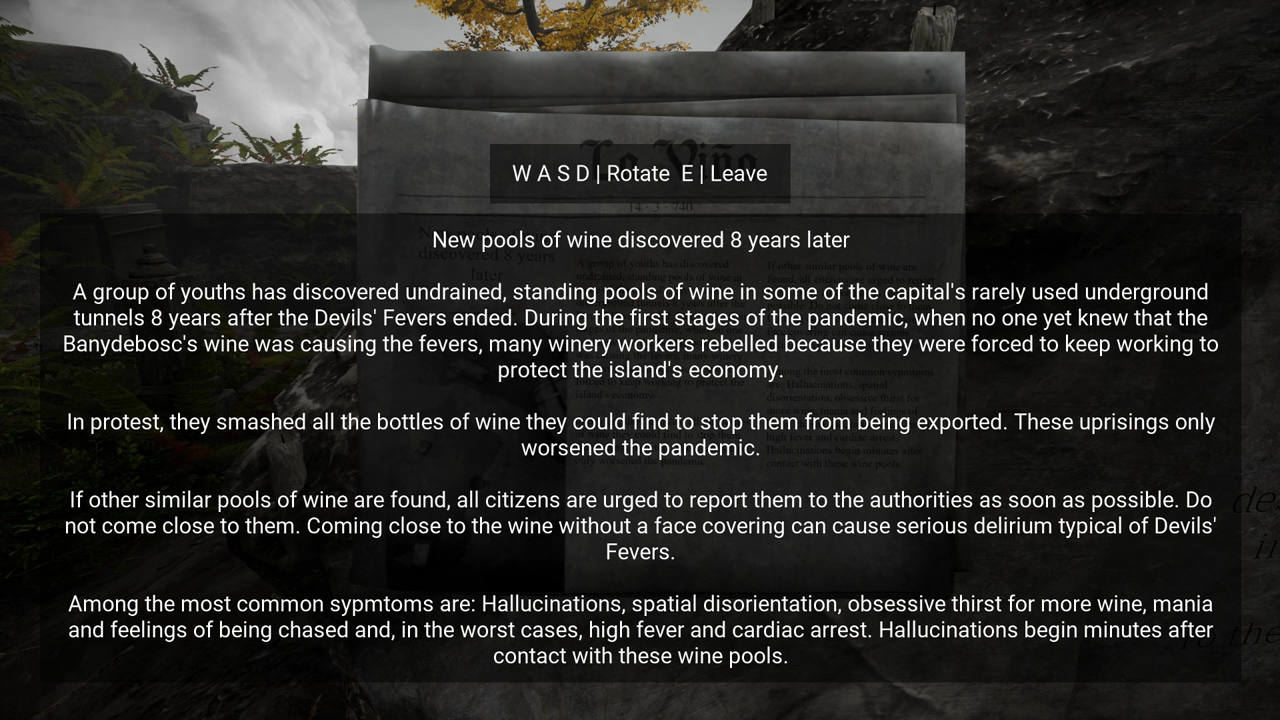 La Viña
W A S D | Rotate E | Leave
14 - 3 - 740
New pools of wine discovered 8 years later
A group of youths has discovered undrained, standing pools of wine in some of the capital's rarely used underground
tunnels 8 years after the Devils' Fevers ended. During the first stages of the pandemic, when no one yet knew that the
Banydebosc's wine was causing the fevers, many winery workers rebelled because they were forced to keep working to
protect the island's economy.
In protest, they smashed all the bottles of wine they could find to stop them from being exported. These uprisings only
worsened the pandemic.
If other similar pools of wine are found, all citizens are urged to report them to the authorities as soon as possible. Do
not come close to them. Coming close to the wine without a face covering can cause serious delirium typical of Devils'
Fevers.
Among the most common sypmtoms are: Hallucinations, spatial disorientation, obsessive thirst for more wine, mania
and feelings of being chased and, in the worst cases, high fever and cardiac arrest. Hallucinations begin minutes after
contact with these wine pools.